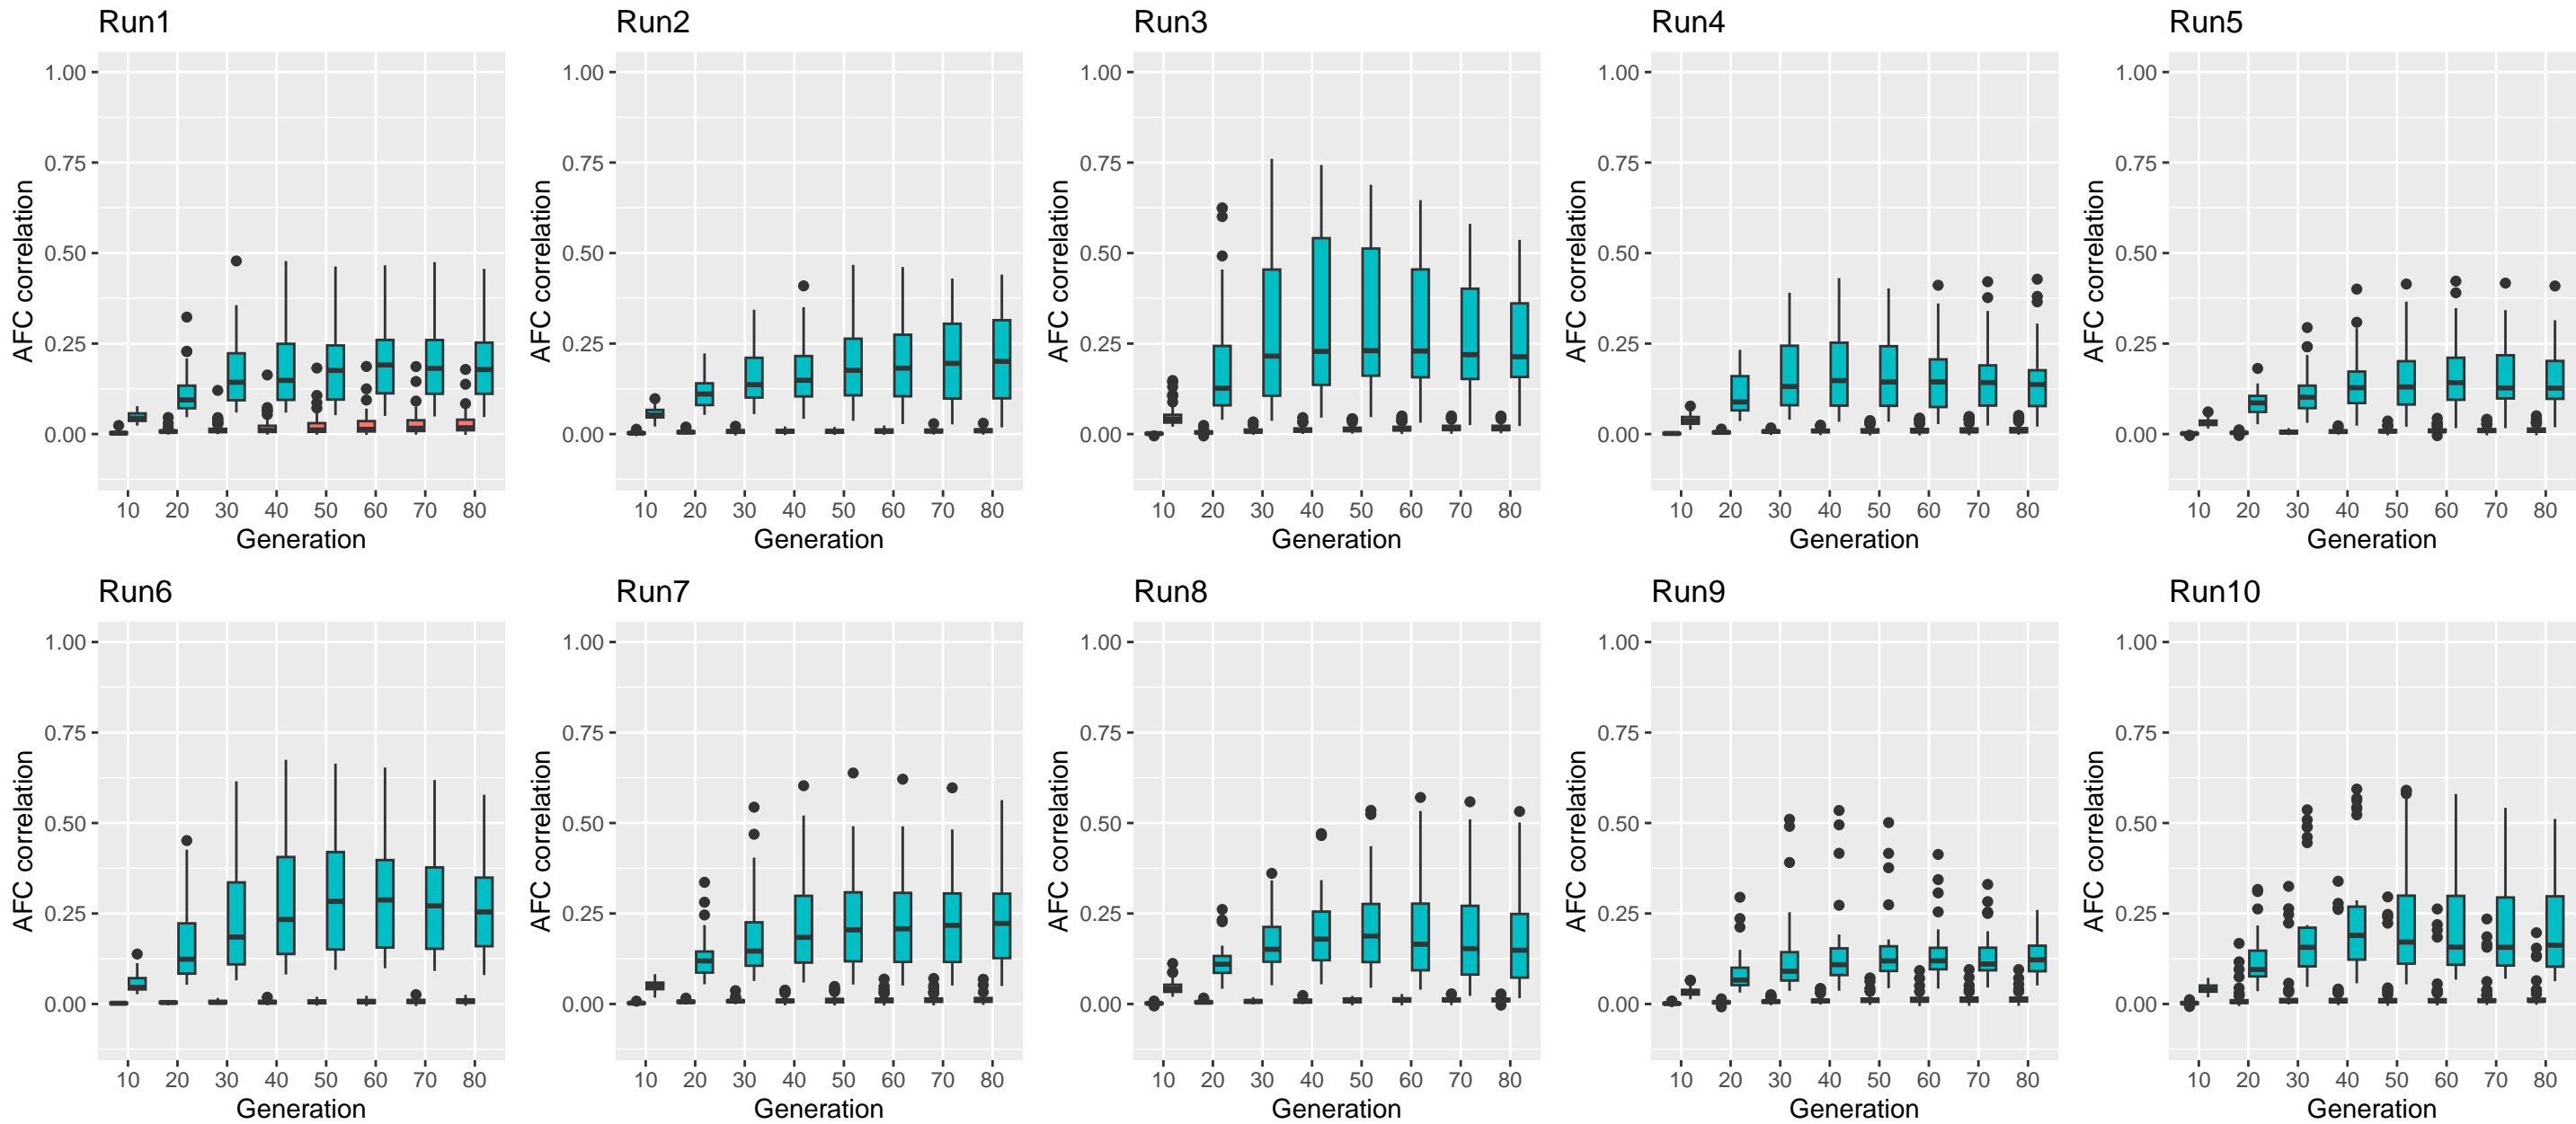 Run1 Run2 Run3 Run4 Run5
1.00 1.00 1.00 1.00 1.00
0.75 0.75 0.75 0.75 0.75
0.50 0.50 0.50 0.50 0.50
0.25 0.25 0.25 0.25 0.25
0.00 0.00 0.00 0.00 0.00
AFC correlation AFC correlation AFC correlation AFC correlation AFC correlation
10 20 30 40 50 60 70 80 10 20 30 40 50 60 70 80 10 20 30 40 50 60 70 80 10 20 30 40 50 60 70 80 10 20 30 40 50 60 70 80
Generation Generation Generation Generation Generation
Run6 Run7 Run8 Run9 Run10
1.00 1.00 1.00 1.00 1.00
0.75 0.75 0.75 0.75 0.75
0.50 0.50 0.50 0.50 0.50
0.25 0.25 0.25 0.25 0.25
0.00 0.00 0.00 0.00 0.00
AFC correlation AFC correlation AFC correlation AFC correlation AFC correlation
10 20 30 40 50 60 70 80 10 20 30 40 50 60 70 80 10 20 30 40 50 60 70 80 10 20 30 40 50 60 70 80 10 20 30 40 50 60 70 80
Generation Generation Generation Generation Generation